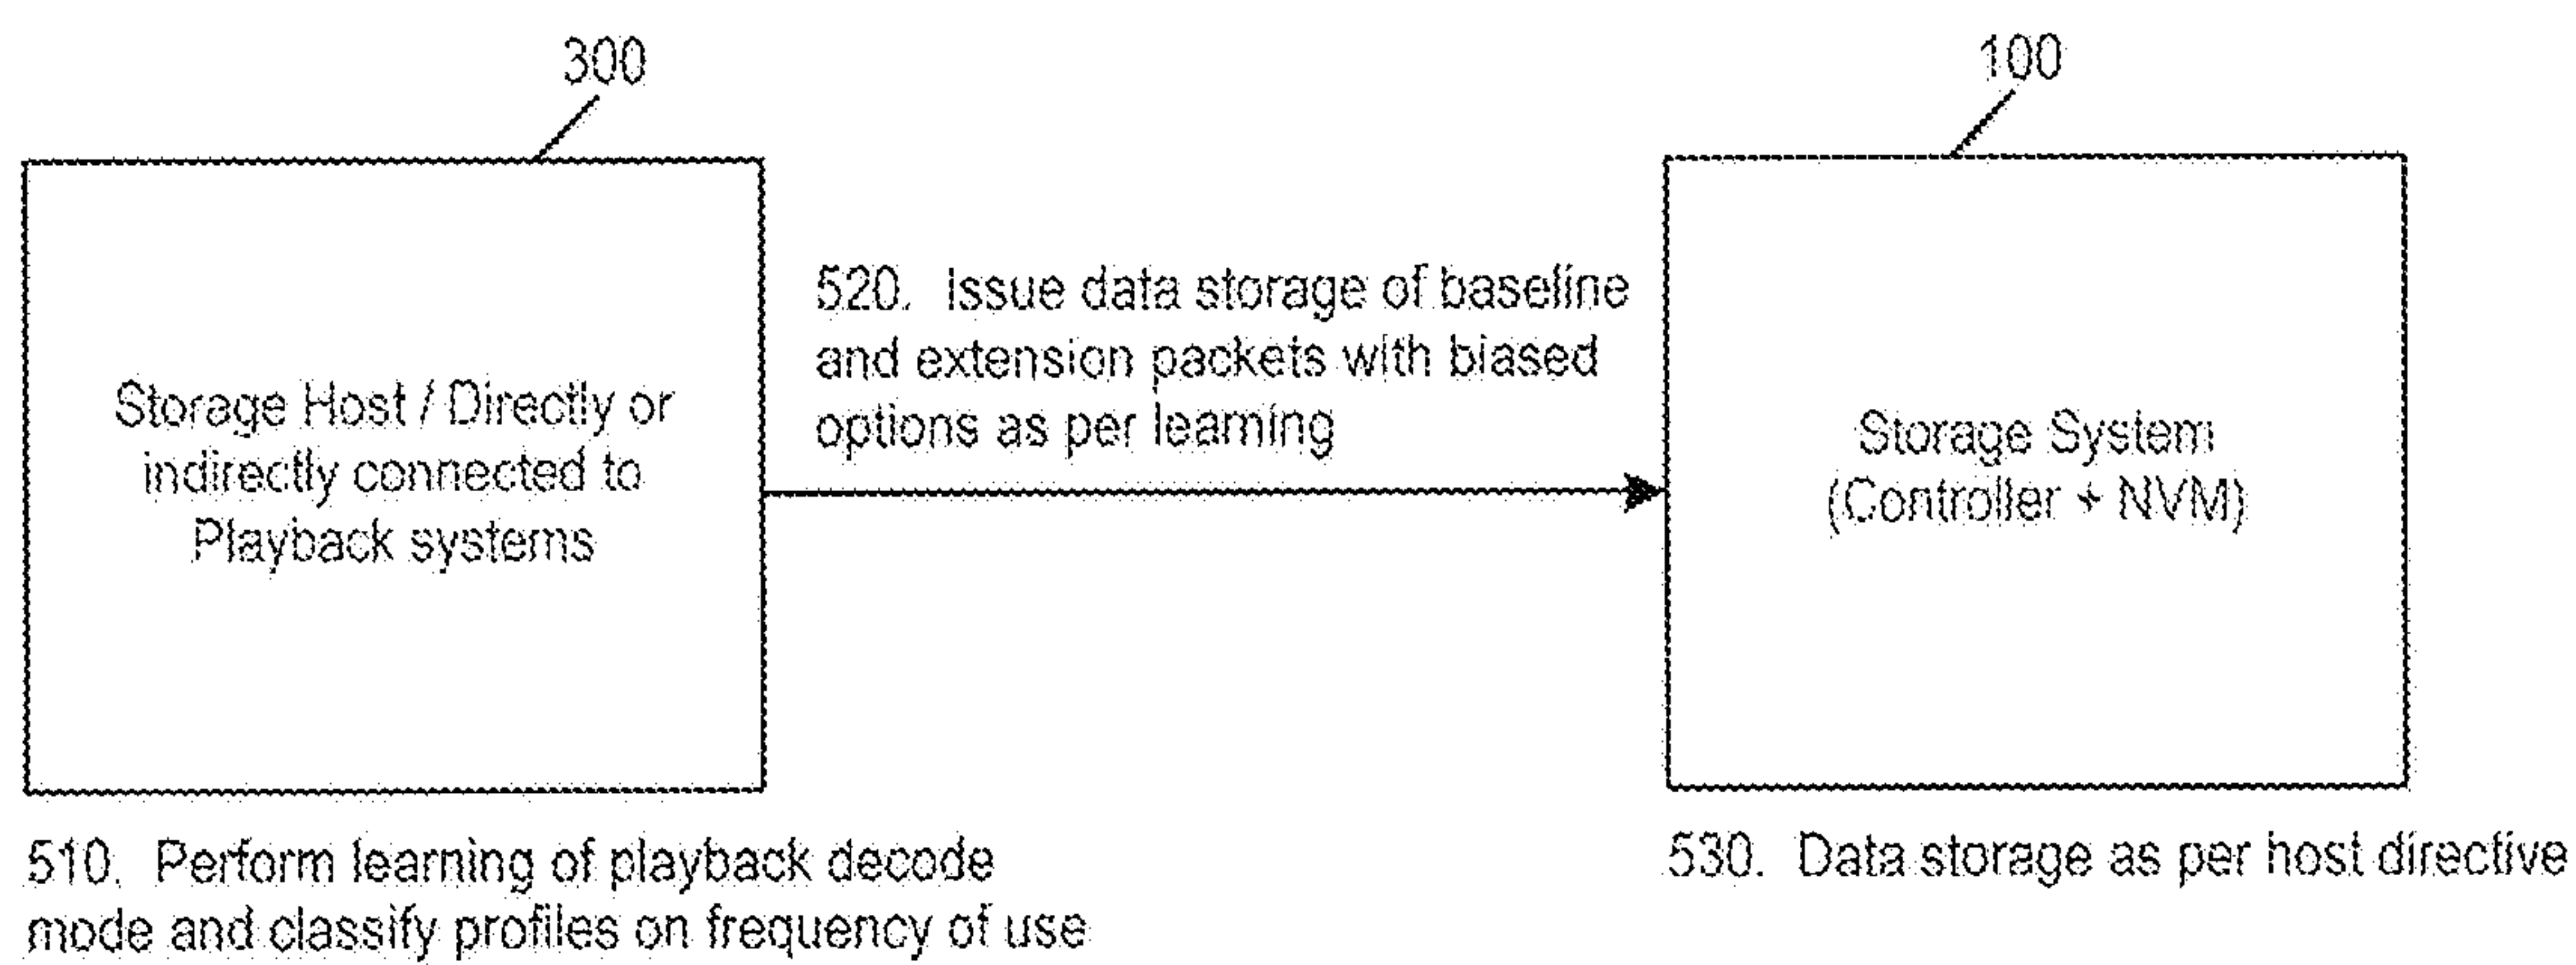 300
100
Storage Host / Directly or
indirectly connected to
Playback systems
520. Issue data storage of baseline
and extension packets with biased
options as per learning
Storage System
(Controller + NVM)
510. Perform learning of playback decode
mode and classify profiles on frequency of use
530. Data storage as per host directive